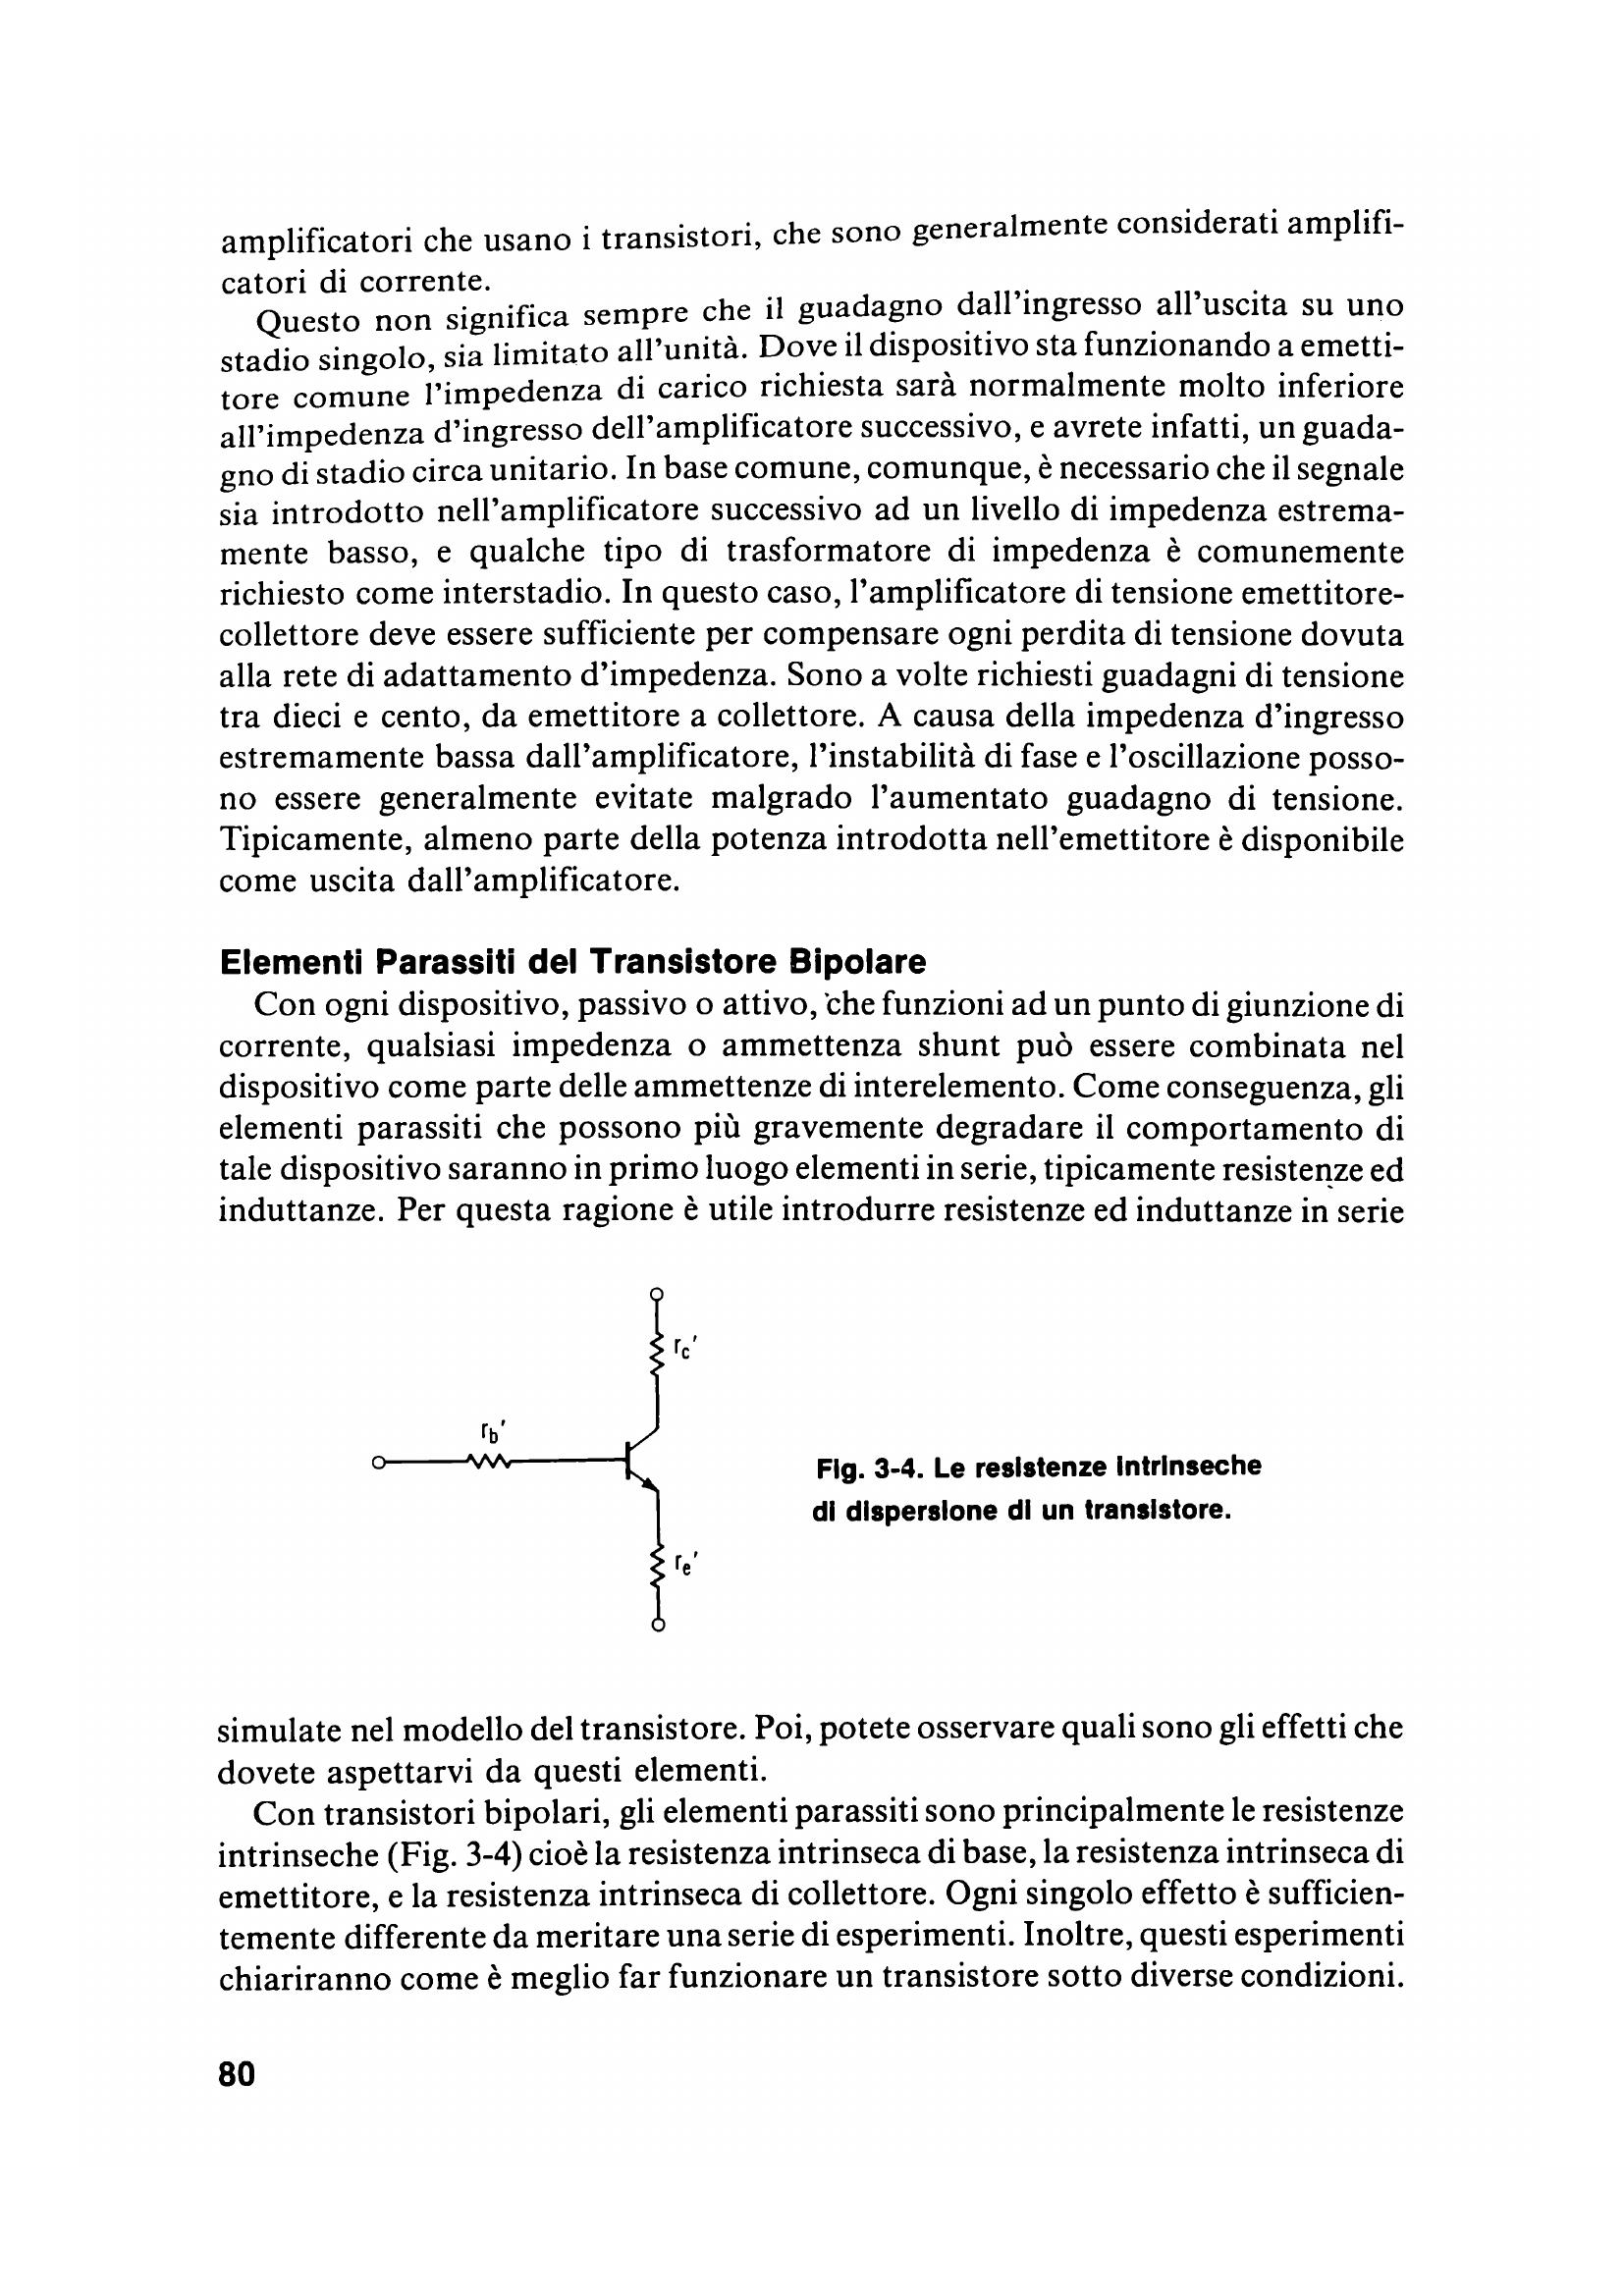 amplificatori che usano i transistori, che sono generalmente considerati amplifi-
catori di corrente.
Questo non significa sempre che il guadagno dall'ingresso all'uscita su uno
stadio singolo, sia limitato all'unità. Dove il dispositivo sta funzionando a emetti-
tore comune l'impedenza di carico richiesta sarà normalmente molto inferiore
all'impedenza d'ingresso dell'amplificatore successivo, e avrete infatti, un guada-
gno di stadio circa unitario. In base comune, comunque, è necessario che il segnale
sia introdotto nell'amplificatore successivo ad un livello di impedenza estrema-
mente basso, e qualche tipo di trasformatore di impedenza è comunemente
richiesto come interstadio. In questo caso, l'amplificatore di tensione emettitore-
collettore deve essere sufficiente per compensare ogni perdita di tensione dovuta
alla rete di adattamento d'impedenza. Sono a volte richiesti guadagni di tensione
tra dieci e cento, da emettitore a collettore. A causa della impedenza d'ingresso
estremamente bassa dall'amplificatore, l'instabilità di fase e l'oscillazione posso-
no essere generalmente evitate malgrado l'aumentato guadagno di tensione.
Tipicamente, almeno parte della potenza introdotta nell'emettitore è disponibile
come uscita dall'amplificatore.
Elementi Parassiti del Transistore Bipolare
Con ogni dispositivo, passivo o attivo, che funzioni ad un punto di giunzione di
corrente, qualsiasi impedenza o ammettenza shunt può essere combinata nel
dispositivo come parte delle ammettenze di interelemento. Come conseguenza, gli
elementi parassiti che possono più gravemente degradare il comportamento di
tale dispositivo saranno in primo luogo elementi in serie, tipicamente resistenze ed
induttanze. Per questa ragione è utile introdurre resistenze ed induttanze in serie
rc'
rb'
re'
Fig. 3-4. Le resistenze intrinseche
di dispersione di un transistore.
simulate nel modello del transistore. Poi, potete osservare quali sono gli effetti che
dovete aspettarvi da questi elementi.
Con transistori bipolari, gli elementi parassiti sono principalmente le resistenze
intrinseche (Fig. 3-4) cioè la resistenza intrinseca di base, la resistenza intrinseca di
emettitore, e la resistenza intrinseca di collettore. Ogni singolo effetto è sufficien-
temente differente da meritare una serie di esperimenti. Inoltre, questi esperimenti
chiariranno come è meglio far funzionare un transistore sotto diverse condizioni.
80